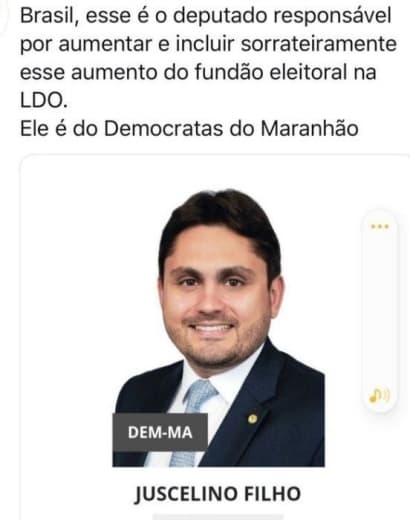 Brasil, esse é o deputado responsável
por aumentar e incluir sorrateiramente
esse aumento do fundão eleitoral na
LDO.
Ele é do Democratas do Maranhão
DEM-MA
JUSCELINO FILHO